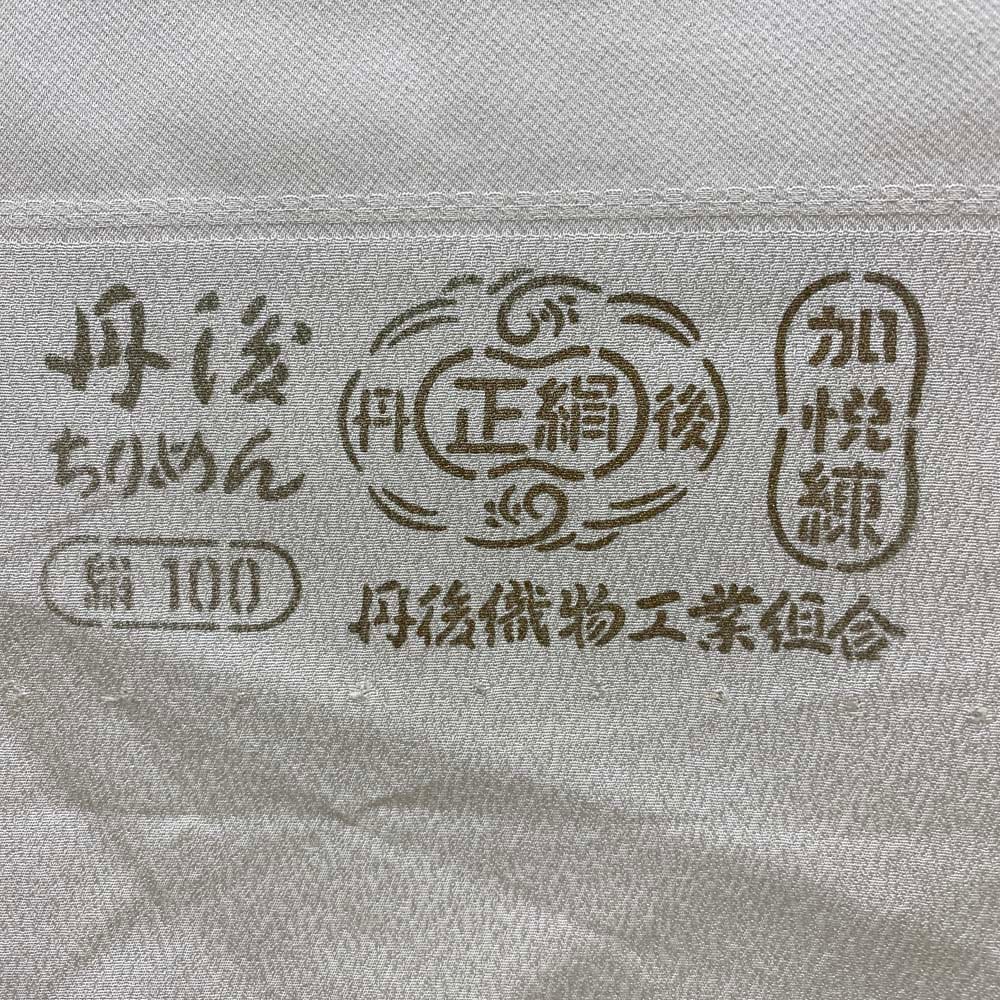 丹後
ちりめん
絹 100
丹 正絹 後
丹後織物工業組合
加悦練